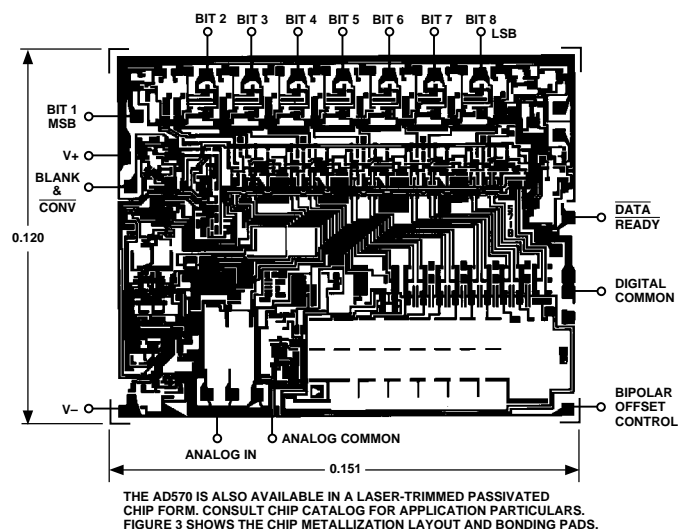 BIT 2 BIT 3 BIT 4 BIT 5 BIT 6 BIT 7 BIT 8
LSB
BIT 1
MSB
V+
BLANK
&
CONV
0.120
DATA
READY
DIGITAL
COMMON
BIPOLAR
OFFSET
CONTROL
V–
ANALOG COMMON
ANALOG IN
0.151
THE AD570 IS ALSO AVAILABLE IN A LASER-TRIMMED PASSIVATED
CHIP FORM. CONSULT CHIP CATALOG FOR APPLICATION PARTICULARS.
FIGURE 3 SHOWS THE CHIP METALLIZATION LAYOUT AND BONDING PADS.